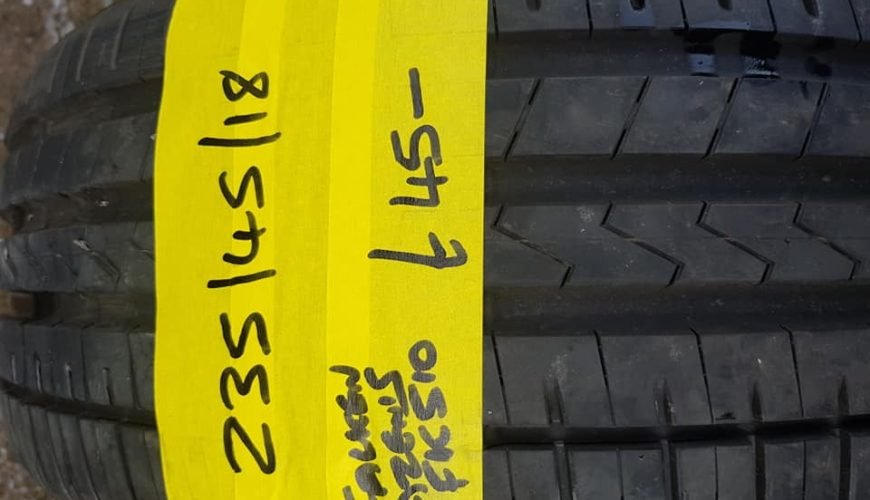 235/45/18
FALKEN
AZENIS
FK510
£45-